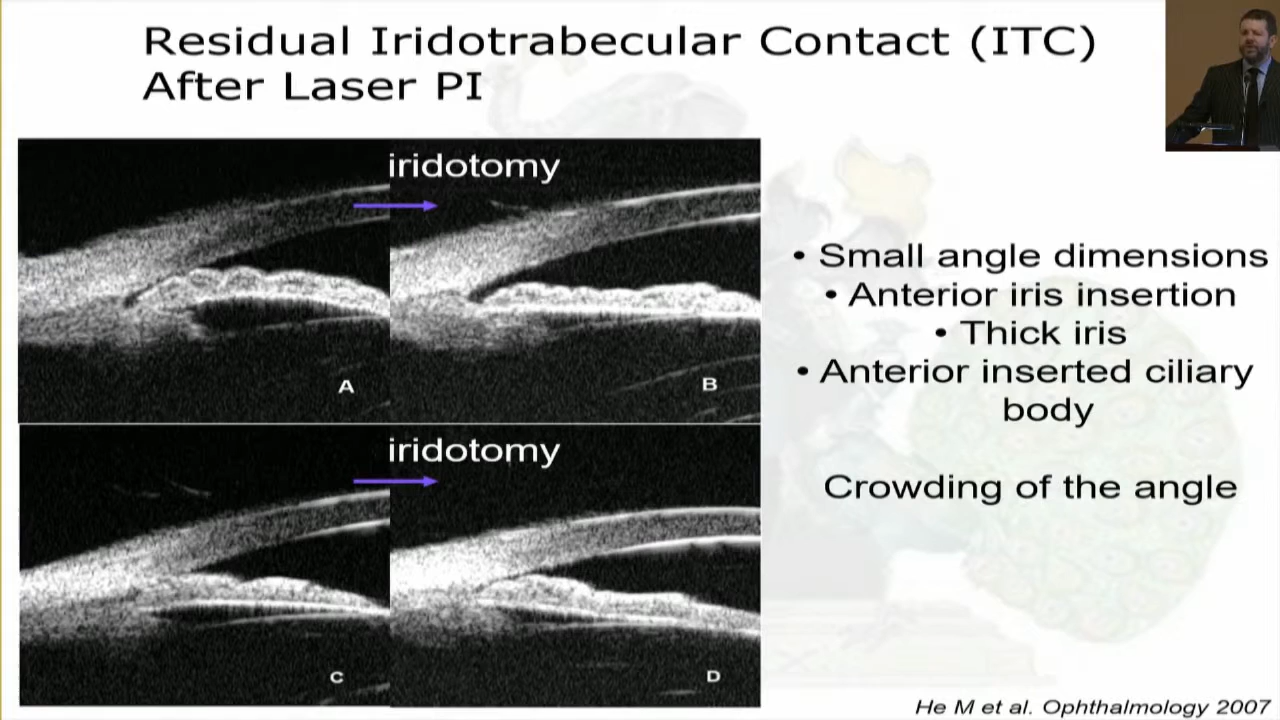 Residual Iridotrabecular Contact (ITC)
After Laser PI
iridotomy
A
B
iridotomy
C
D
• Small angle dimensions
• Anterior iris insertion
• Thick iris
• Anterior inserted ciliary
body
Crowding of the angle
He M et al. Ophthalmology 2007